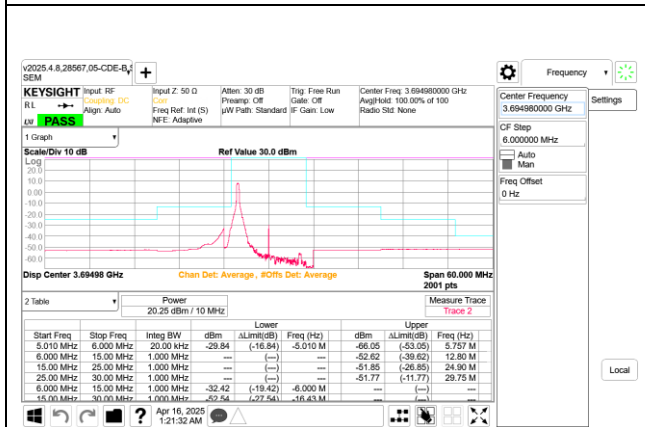 v2025.4.8,28567,05-CDE-B,S
SEM
Frequency
KEYSIGHT Input: RF Input Z: 50 Ω Atten: 30 dB Trig: Free Run Center Freq: 3.694980000 GHz
RL Coupling: DC Corr Preamp: Off Gate: Off Avg|Hold: 100.00% of 100
Align: Auto Freq Ref: Int (S) µW Path: Standard IF Gain: Low Radio Std: None
LXI PASS NFE: Adaptive
Center Frequency
3.694980000 GHz
Settings
CF Step
6.000000 MHz
Auto
Man
Freq Offset
0 Hz
1 Graph
Scale/Div 10 dB Ref Value 30.0 dBm
Log
20.0
10.0
0.00
-10.0
-20.0
-30.0
-40.0
-50.0
-60.0
Disp Center 3.69498 GHz Chan Det: Average, #Offs Det: Average Span 60.000 MHz
2001 pts
2 Table Power Measure Trace
20.25 dBm / 10 MHz Trace 2
Lower Upper
Start Freq Stop Freq Integ BW dBm ΔLimit(dB) Freq (Hz) dBm ΔLimit(dB) Freq (Hz)
5.010 MHz 6.000 MHz 20.00 kHz -29.84 (-16.84) -5.010 M -66.05 (-53.05) 5.757 M
6.000 MHz 15.00 MHz 1.000 MHz --- (---) --- -52.62 (-39.62) 12.80 M
15.00 MHz 25.00 MHz 1.000 MHz --- (---) --- -51.85 (-26.85) 24.90 M
25.00 MHz 30.00 MHz 1.000 MHz --- (---) --- -51.77 (-11.77) 29.75 M
6.000 MHz 15.00 MHz 1.000 MHz -32.42 (-19.42) -6.000 M --- (---) ---
15.00 MHz 30.00 MHz 1.000 MHz -52.54 (-27.54) -16.43 M --- (---) ---
Local
? Apr 16, 2025
1:21:32 AM